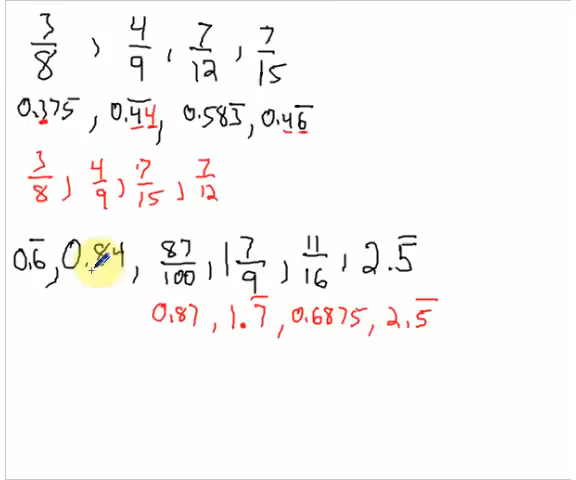 3/8, 4/9, 7/12, 7/15
0.375, 0.4̅4, 0.583̅, 0.46̅
3/8, 4/9, 7/15, 7/12
0.6̅, 0.84, 87/100, 1 7/9, 11/16, 2.5̅
0.87, 1.7̅, 0.6875, 2.5̅